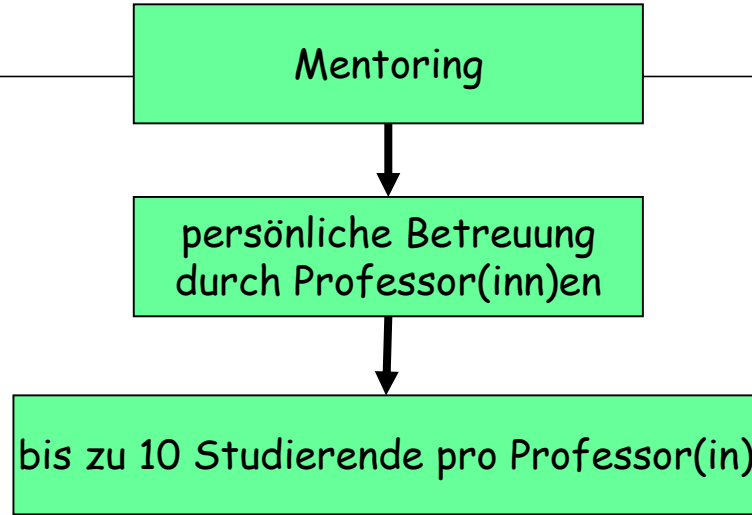 Mentoring
persönliche Betreuung
durch Professor(inn)en
bis zu 10 Studierende pro Professor(in)